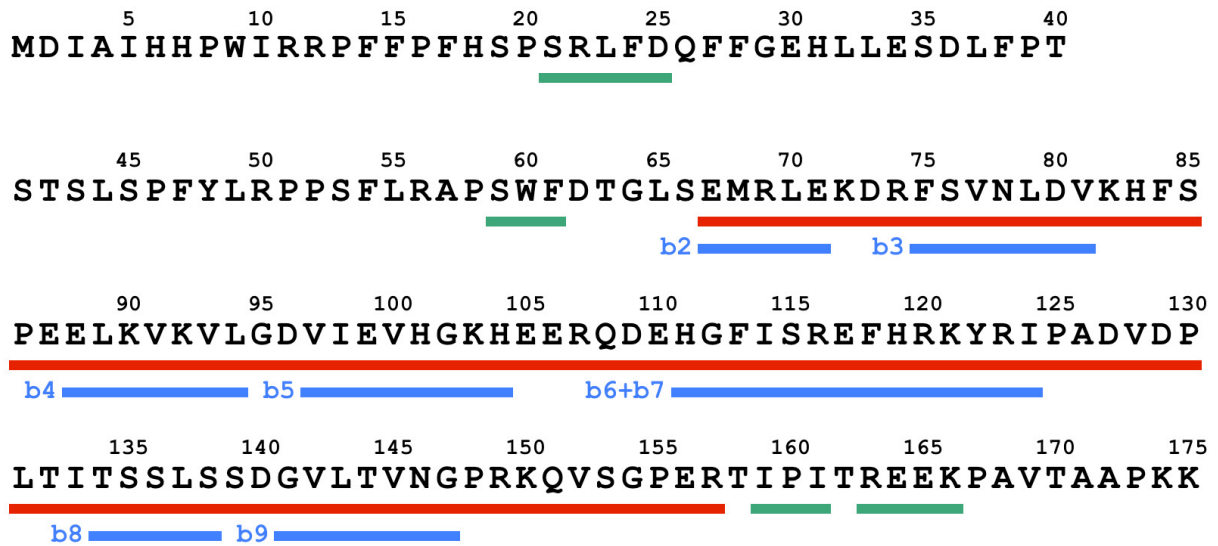 5 10 15 20 25 30 35 40
MDIAIHHPWIRRPFFPFHSPSRLFDQFFGEHLLESDLFPT
45 50 55 60 65 70 75 80 85
STSLSPFYLRPPSFLRAPSWFDTGLSEMRLEKDRFSVNLDVKHFS
b2 b3
90 95 100 105 110 115 120 125 130
PEELKVKVLGDVIEVHGKHEERQDEHGFISREFHRKYRIPADVDP
b4 b5 b6+b7
135 140 145 150 155 160 165 170 175
LTITSSLSSDGVLTVNGPRKQVSGPERTIPITREEKPAVTAAPKK
b8 b9